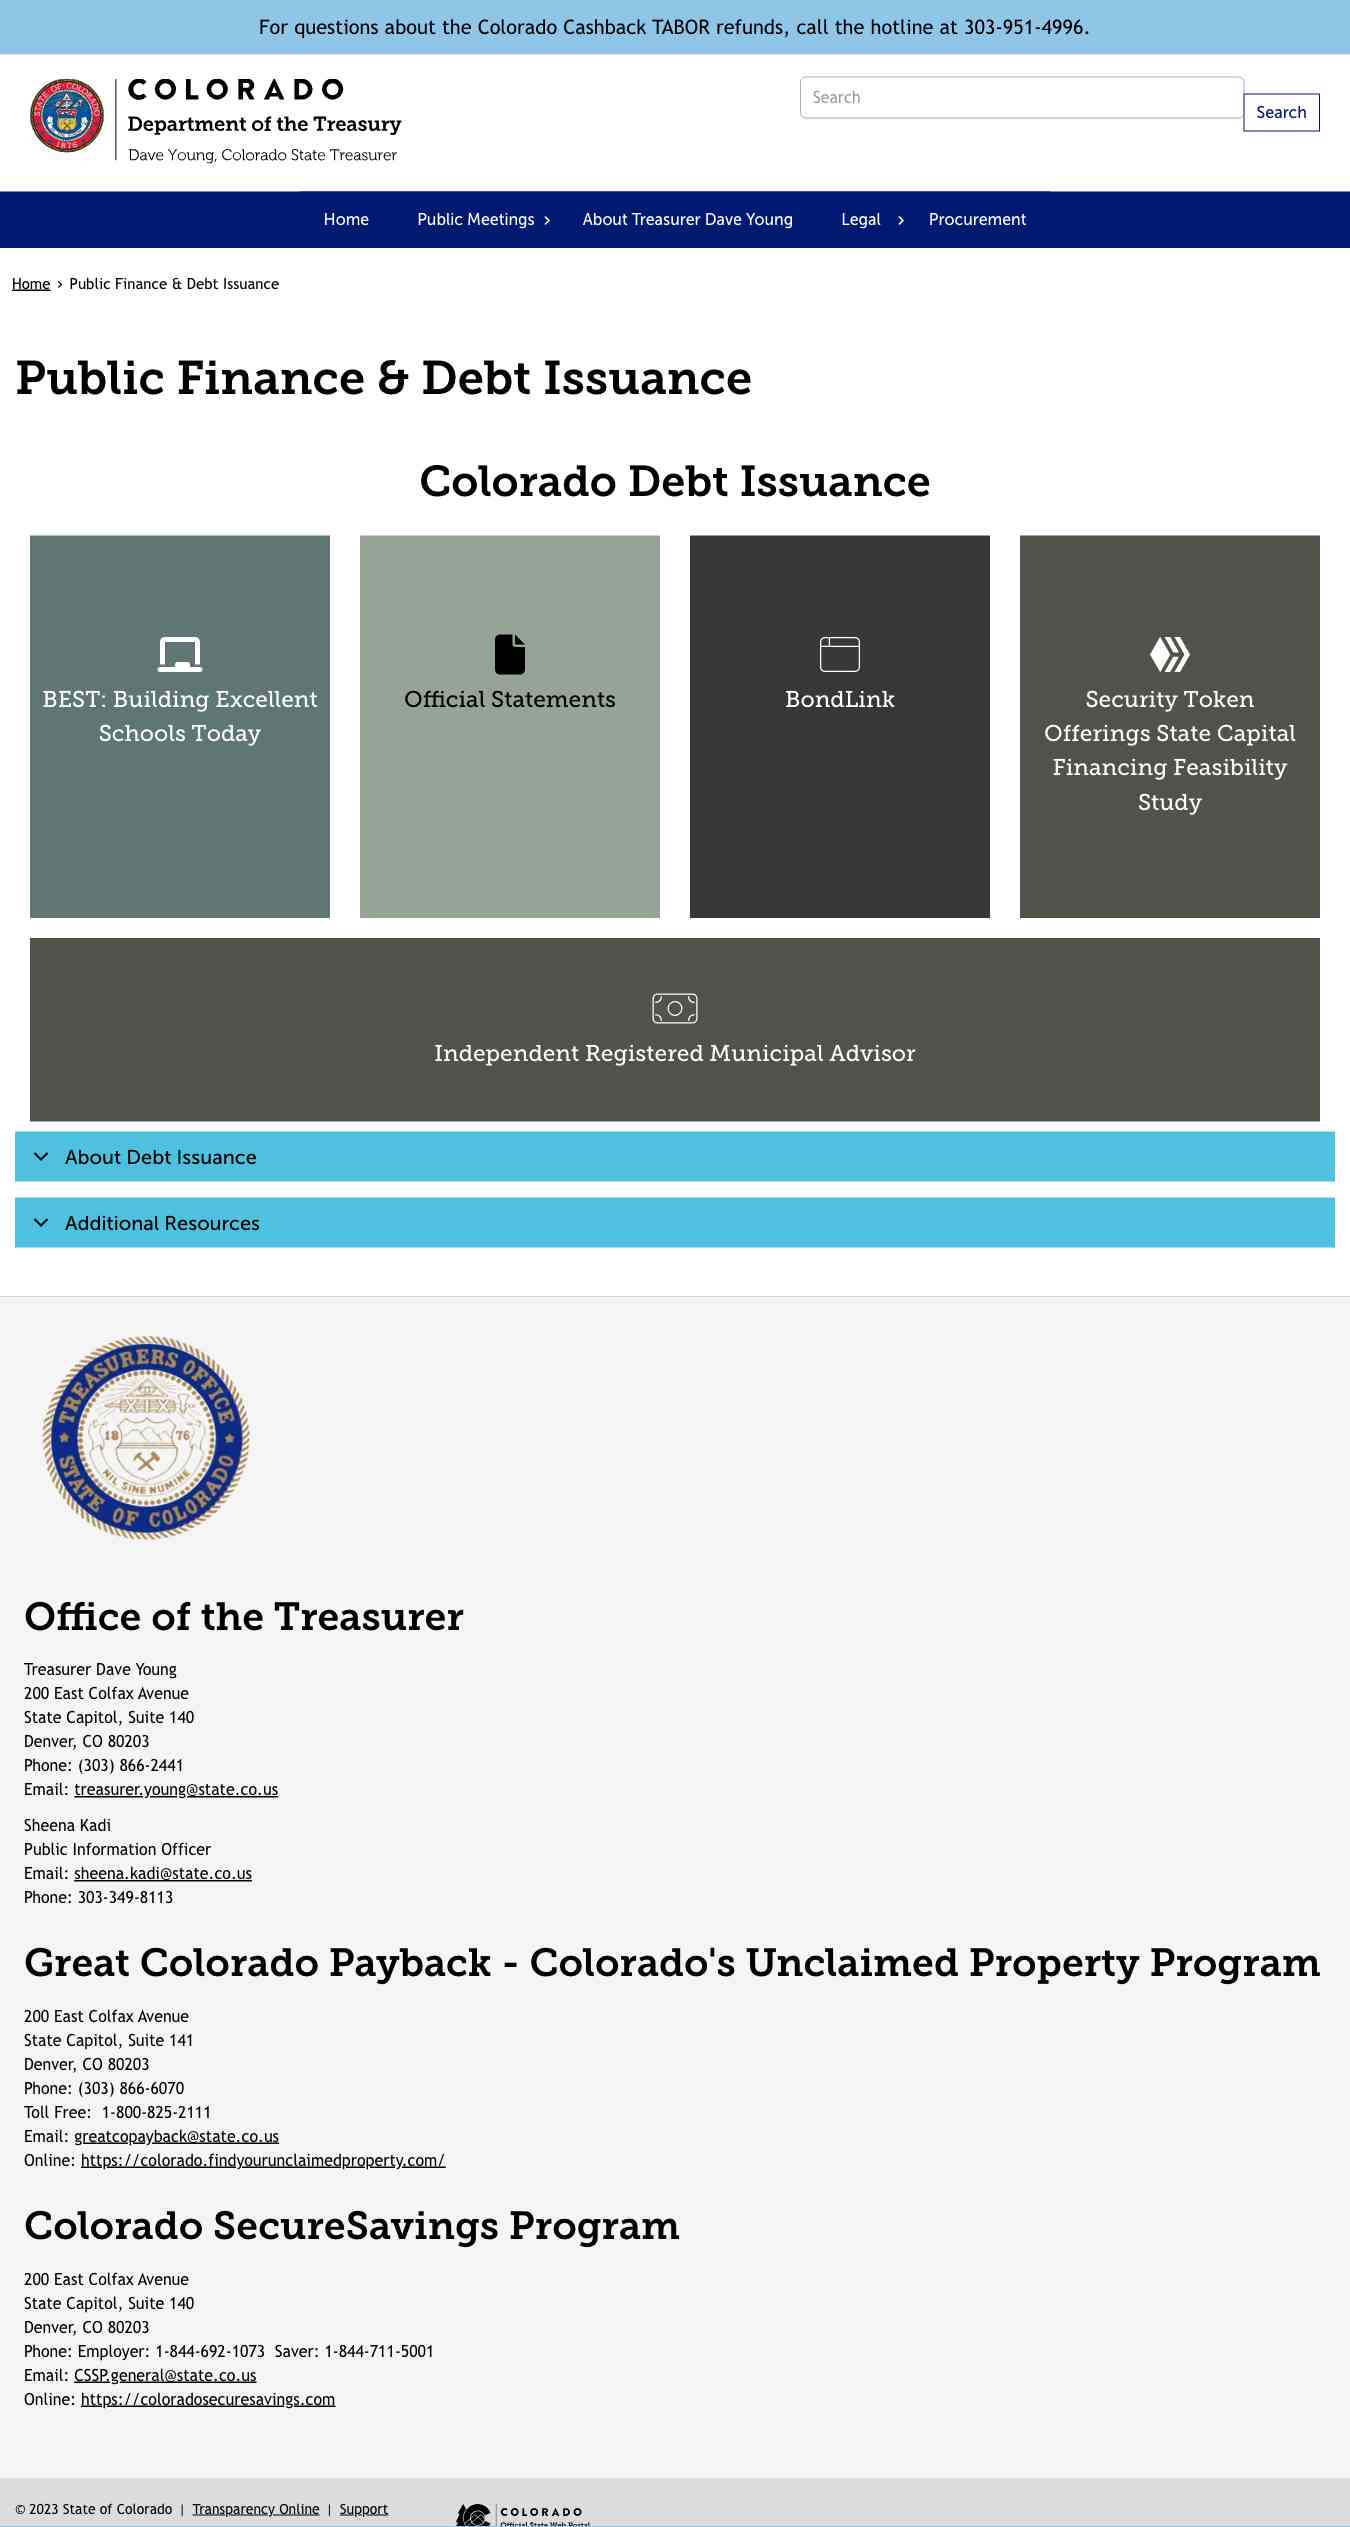 For questions about the Colorado Cashback TABOR refunds, call the hotline at 303-951-4996.
STATE OF COLORADO
1876
COLORADO
Department of the Treasury
Dave Young, Colorado State Treasurer
Search
Search
Home Public Meetings About Treasurer Dave Young Legal Procurement
Home › Public Finance & Debt Issuance
Public Finance & Debt Issuance
Colorado Debt Issuance
BEST: Building Excellent
Schools Today
Official Statements
BondLink
Security Token
Offerings State Capital
Financing Feasibility
Study
Independent Registered Municipal Advisor
About Debt Issuance
Additional Resources
TREASURERS OFFICE
18 76
NIL SINE NUMINE
STATE OF COLORADO
Office of the Treasurer
Treasurer Dave Young
200 East Colfax Avenue
State Capitol, Suite 140
Denver, CO 80203
Phone: (303) 866-2441
Email: treasurer.young@state.co.us
Sheena Kadi
Public Information Officer
Email: sheena.kadi@state.co.us
Phone: 303-349-8113
Great Colorado Payback - Colorado's Unclaimed Property Program
200 East Colfax Avenue
State Capitol, Suite 141
Denver, CO 80203
Phone: (303) 866-6070
Toll Free: 1-800-825-2111
Email: greatcopayback@state.co.us
Online: https://colorado.findyourunclaimedproperty.com/
Colorado SecureSavings Program
200 East Colfax Avenue
State Capitol, Suite 140
Denver, CO 80203
Phone: Employer: 1-844-692-1073 Saver: 1-844-711-5001
Email: CSSP.general@state.co.us
Online: https://coloradosecuresavings.com
© 2023 State of Colorado | Transparency Online | Support
COLORADO
Official State Web Portal